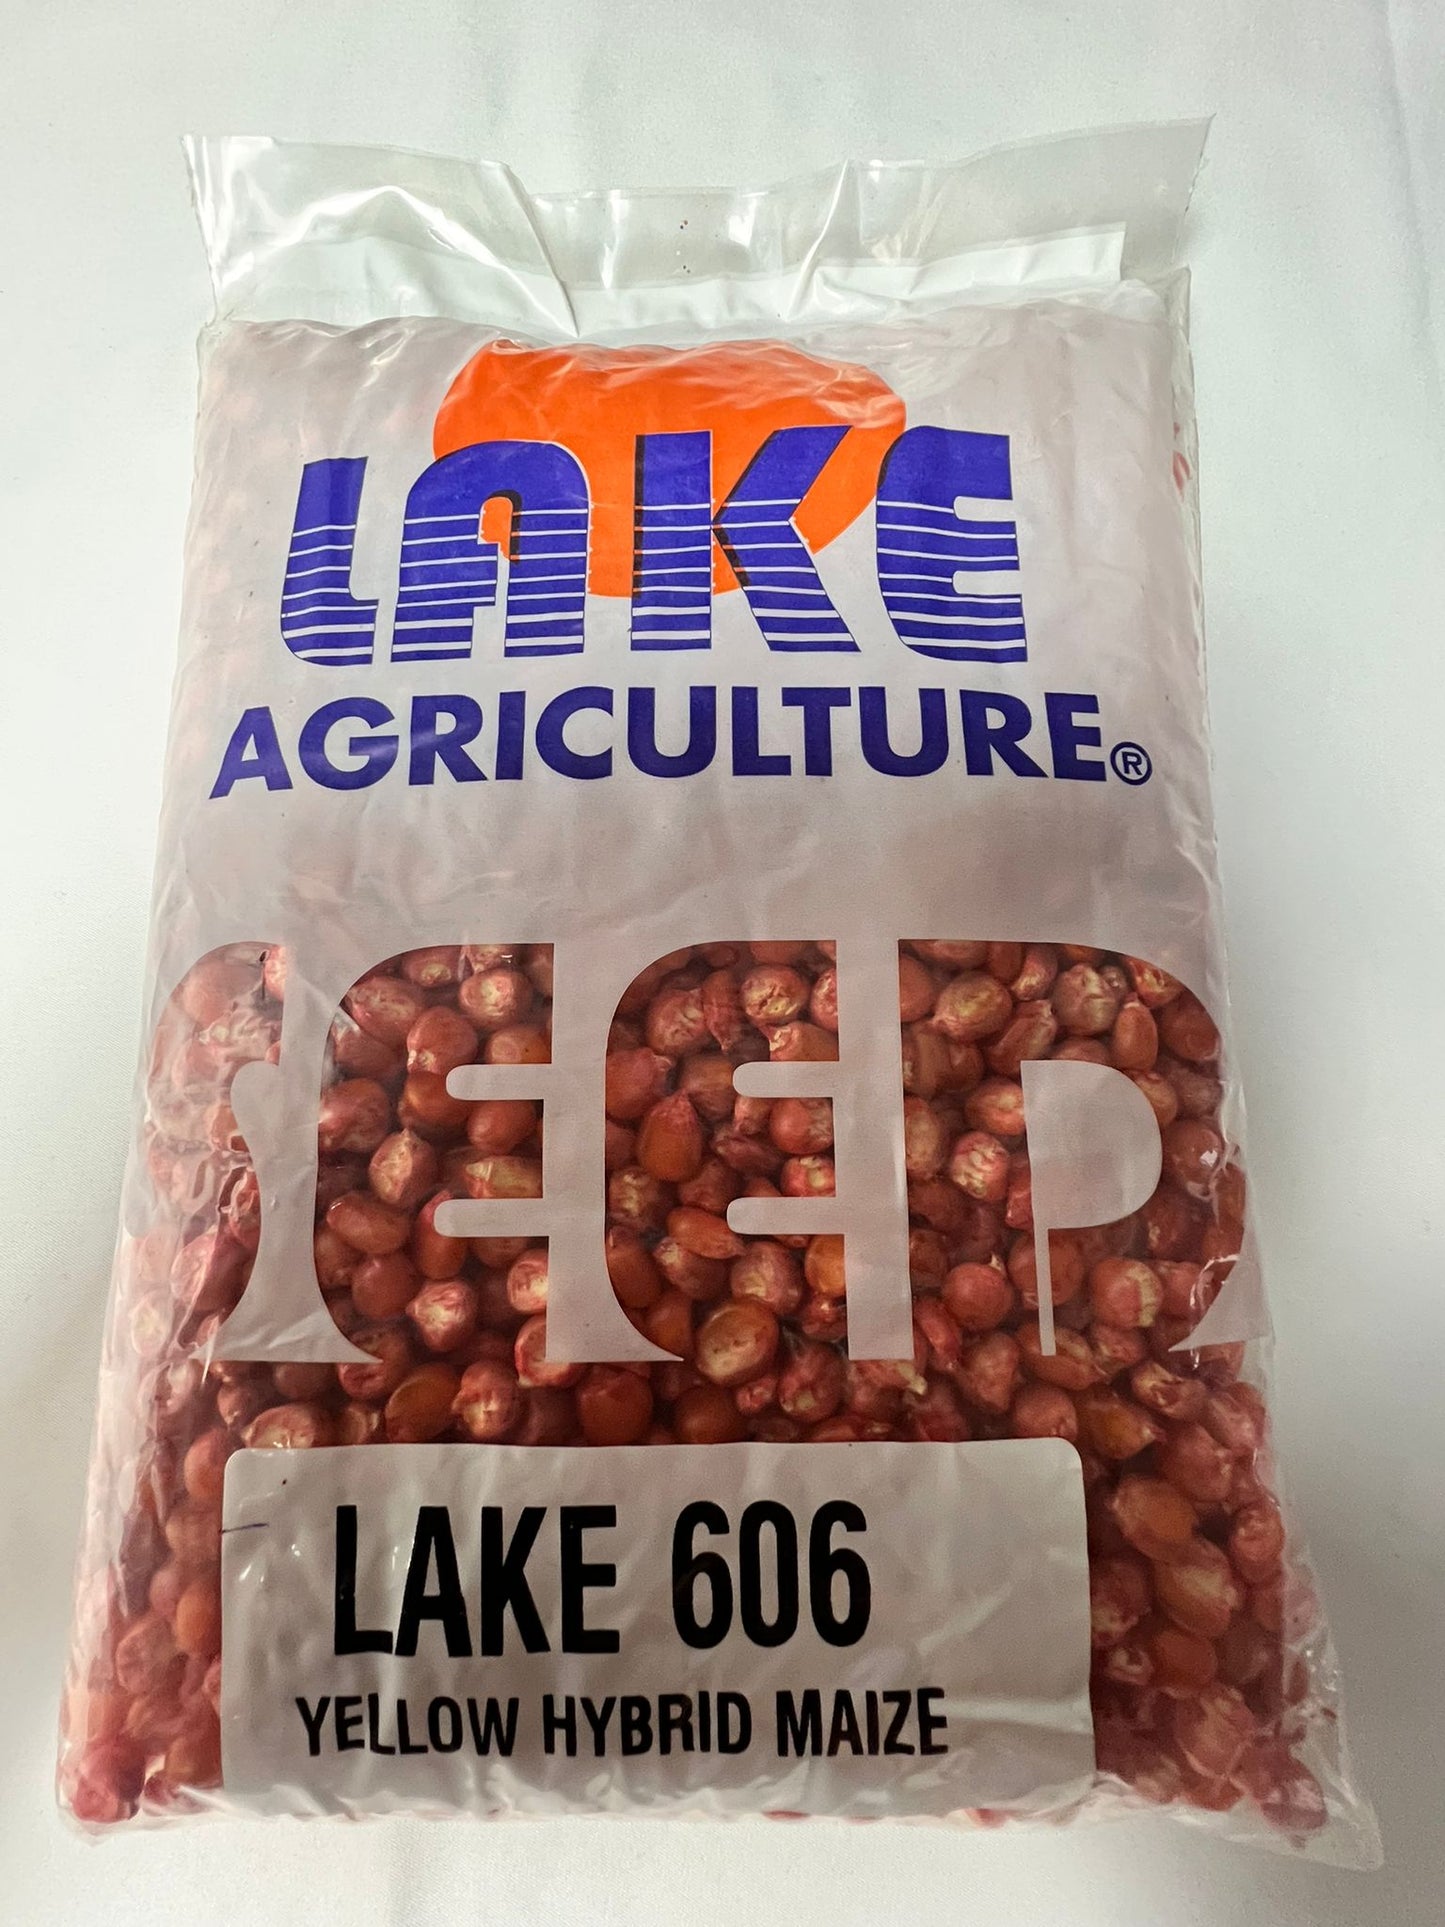 LAKE
AGRICULTURE®
SEED
LAKE 606
YELLOW HYBRID MAIZE